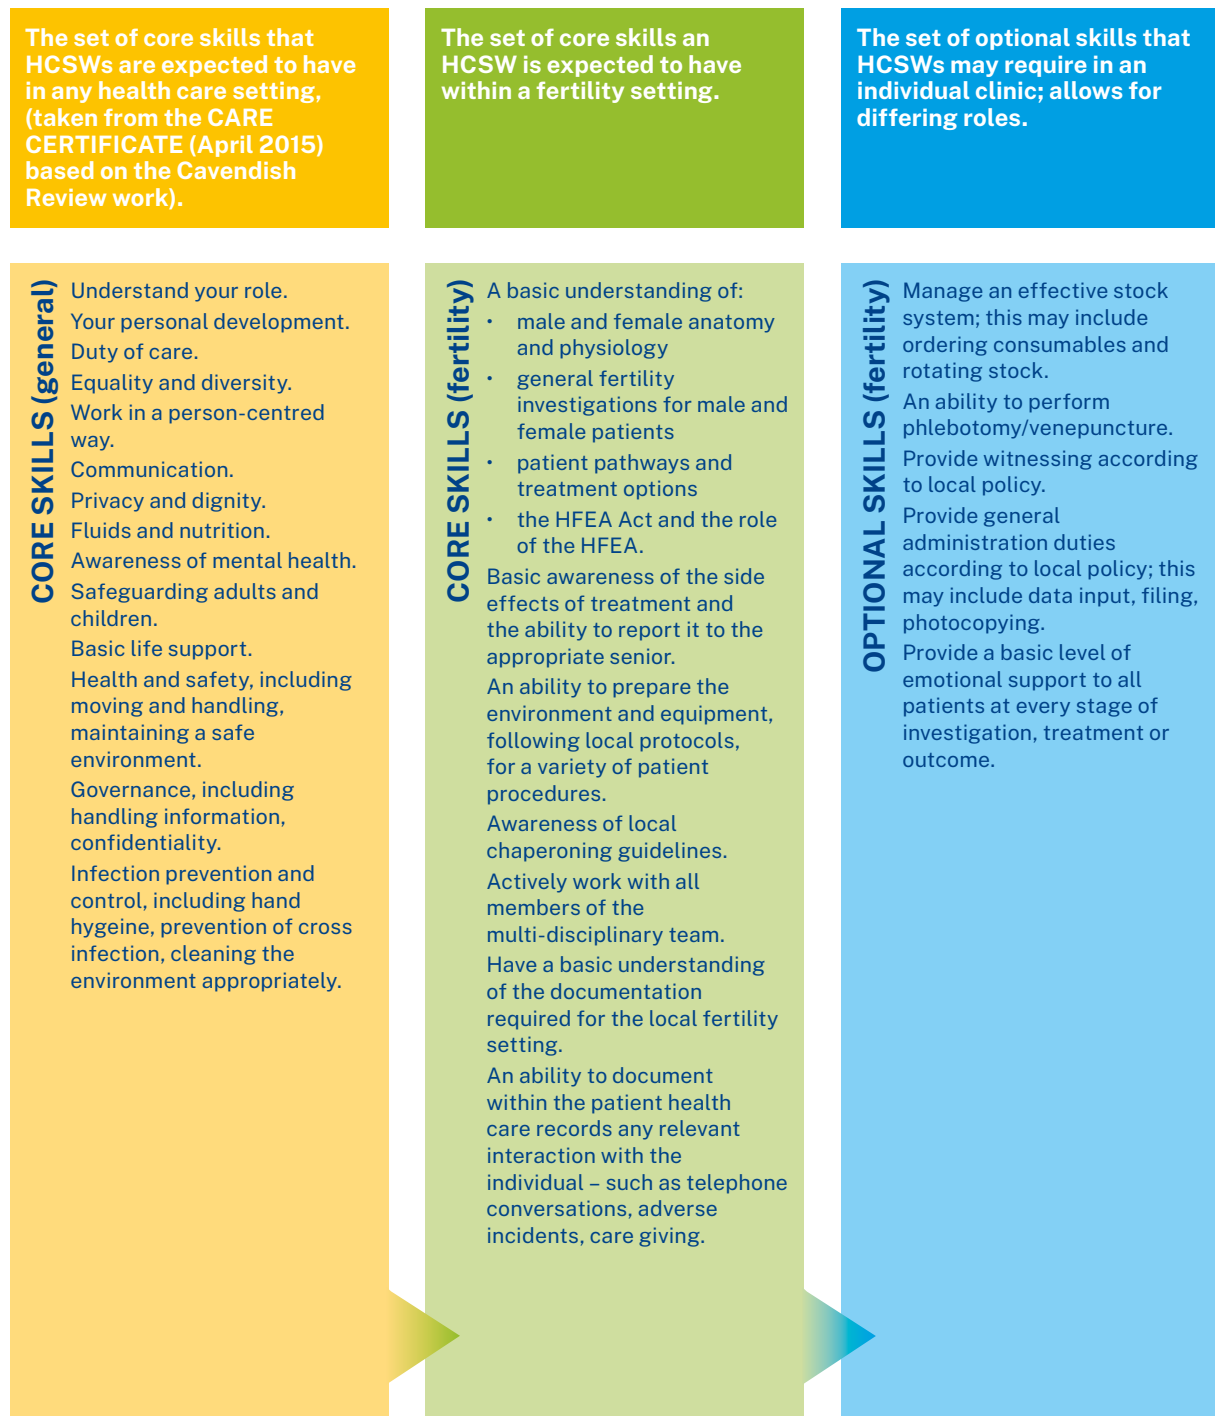 The set of core skills that
HCSWs are expected to have
in any health care setting,
(taken from the CARE
CERTIFICATE (April 2015)
based on the Cavendish
Review work).
The set of core skills an
HCSW is expected to have
within a fertility setting.
The set of optional skills that
HCSWs may require in an
individual clinic; allows for
differing roles.
CORE SKILLS (general)
Understand your role.
Your personal development.
Duty of care.
Equality and diversity.
Work in a person-centred
way.
Communication.
Privacy and dignity.
Fluids and nutrition.
Awareness of mental health.
Safeguarding adults and
children.
Basic life support.
Health and safety, including
moving and handling,
maintaining a safe
environment.
Governance, including
handling information,
confidentiality.
Infection prevention and
control, including hand
hygeine, prevention of cross
infection, cleaning the
environment appropriately.
CORE SKILLS (fertility)
A basic understanding of:
• male and female anatomy
and physiology
• general fertility
investigations for male and
female patients
• patient pathways and
treatment options
• the HFEA Act and the role
of the HFEA.
Basic awareness of the side
effects of treatment and
the ability to report it to the
appropriate senior.
An ability to prepare the
environment and equipment,
following local protocols,
for a variety of patient
procedures.
Awareness of local
chaperoning guidelines.
Actively work with all
members of the
multi-disciplinary team.
Have a basic understanding
of the documentation
required for the local fertility
setting.
An ability to document
within the patient health
care records any relevant
interaction with the
individual – such as telephone
conversations, adverse
incidents, care giving.
OPTIONAL SKILLS (fertility)
Manage an effective stock
system; this may include
ordering consumables and
rotating stock.
An ability to perform
phlebotomy/venepuncture.
Provide witnessing according
to local policy.
Provide general
administration duties
according to local policy; this
may include data input, filing,
photocopying.
Provide a basic level of
emotional support to all
patients at every stage of
investigation, treatment or
outcome.